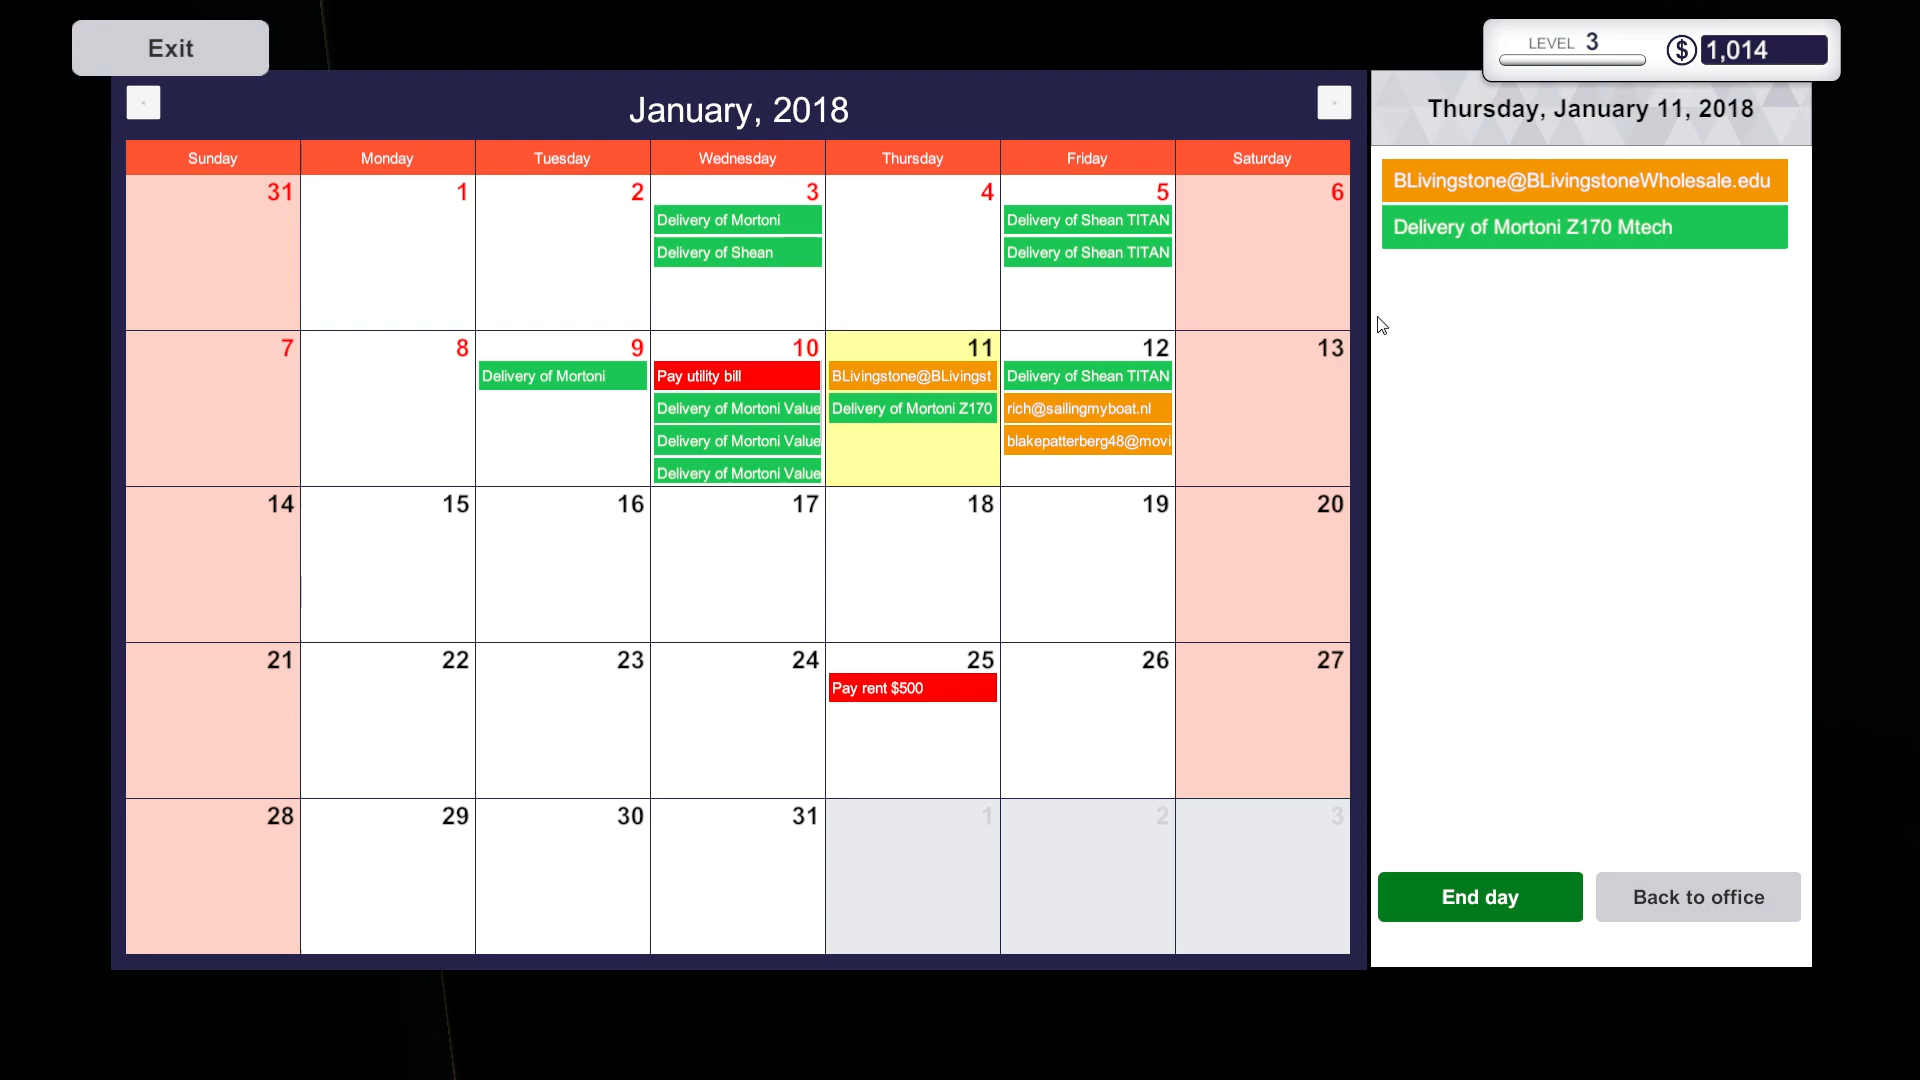 Exit
LEVEL 3
$ 1,014
January, 2018
Thursday, January 11, 2018
Sunday Monday Tuesday Wednesday Thursday Friday Saturday
31 1 2 3 4 5 6
Delivery of Mortoni
Delivery of Shean
Delivery of Shean TITAN
Delivery of Shean TITAN
7 8 9 10 11 12 13
Delivery of Mortoni
Pay utility bill
Delivery of Mortoni Value
Delivery of Mortoni Value
Delivery of Mortoni Value
BLivingstone@BLivingst
Delivery of Mortoni Z170
Delivery of Shean TITAN
rich@sailingmyboat.nl
blakepatterberg48@movi
14 15 16 17 18 19 20
21 22 23 24 25 26 27
Pay rent $500
28 29 30 31 1 2 3
BLivingstone@BLivingstoneWholesale.edu
Delivery of Mortoni Z170 Mtech
End day
Back to office